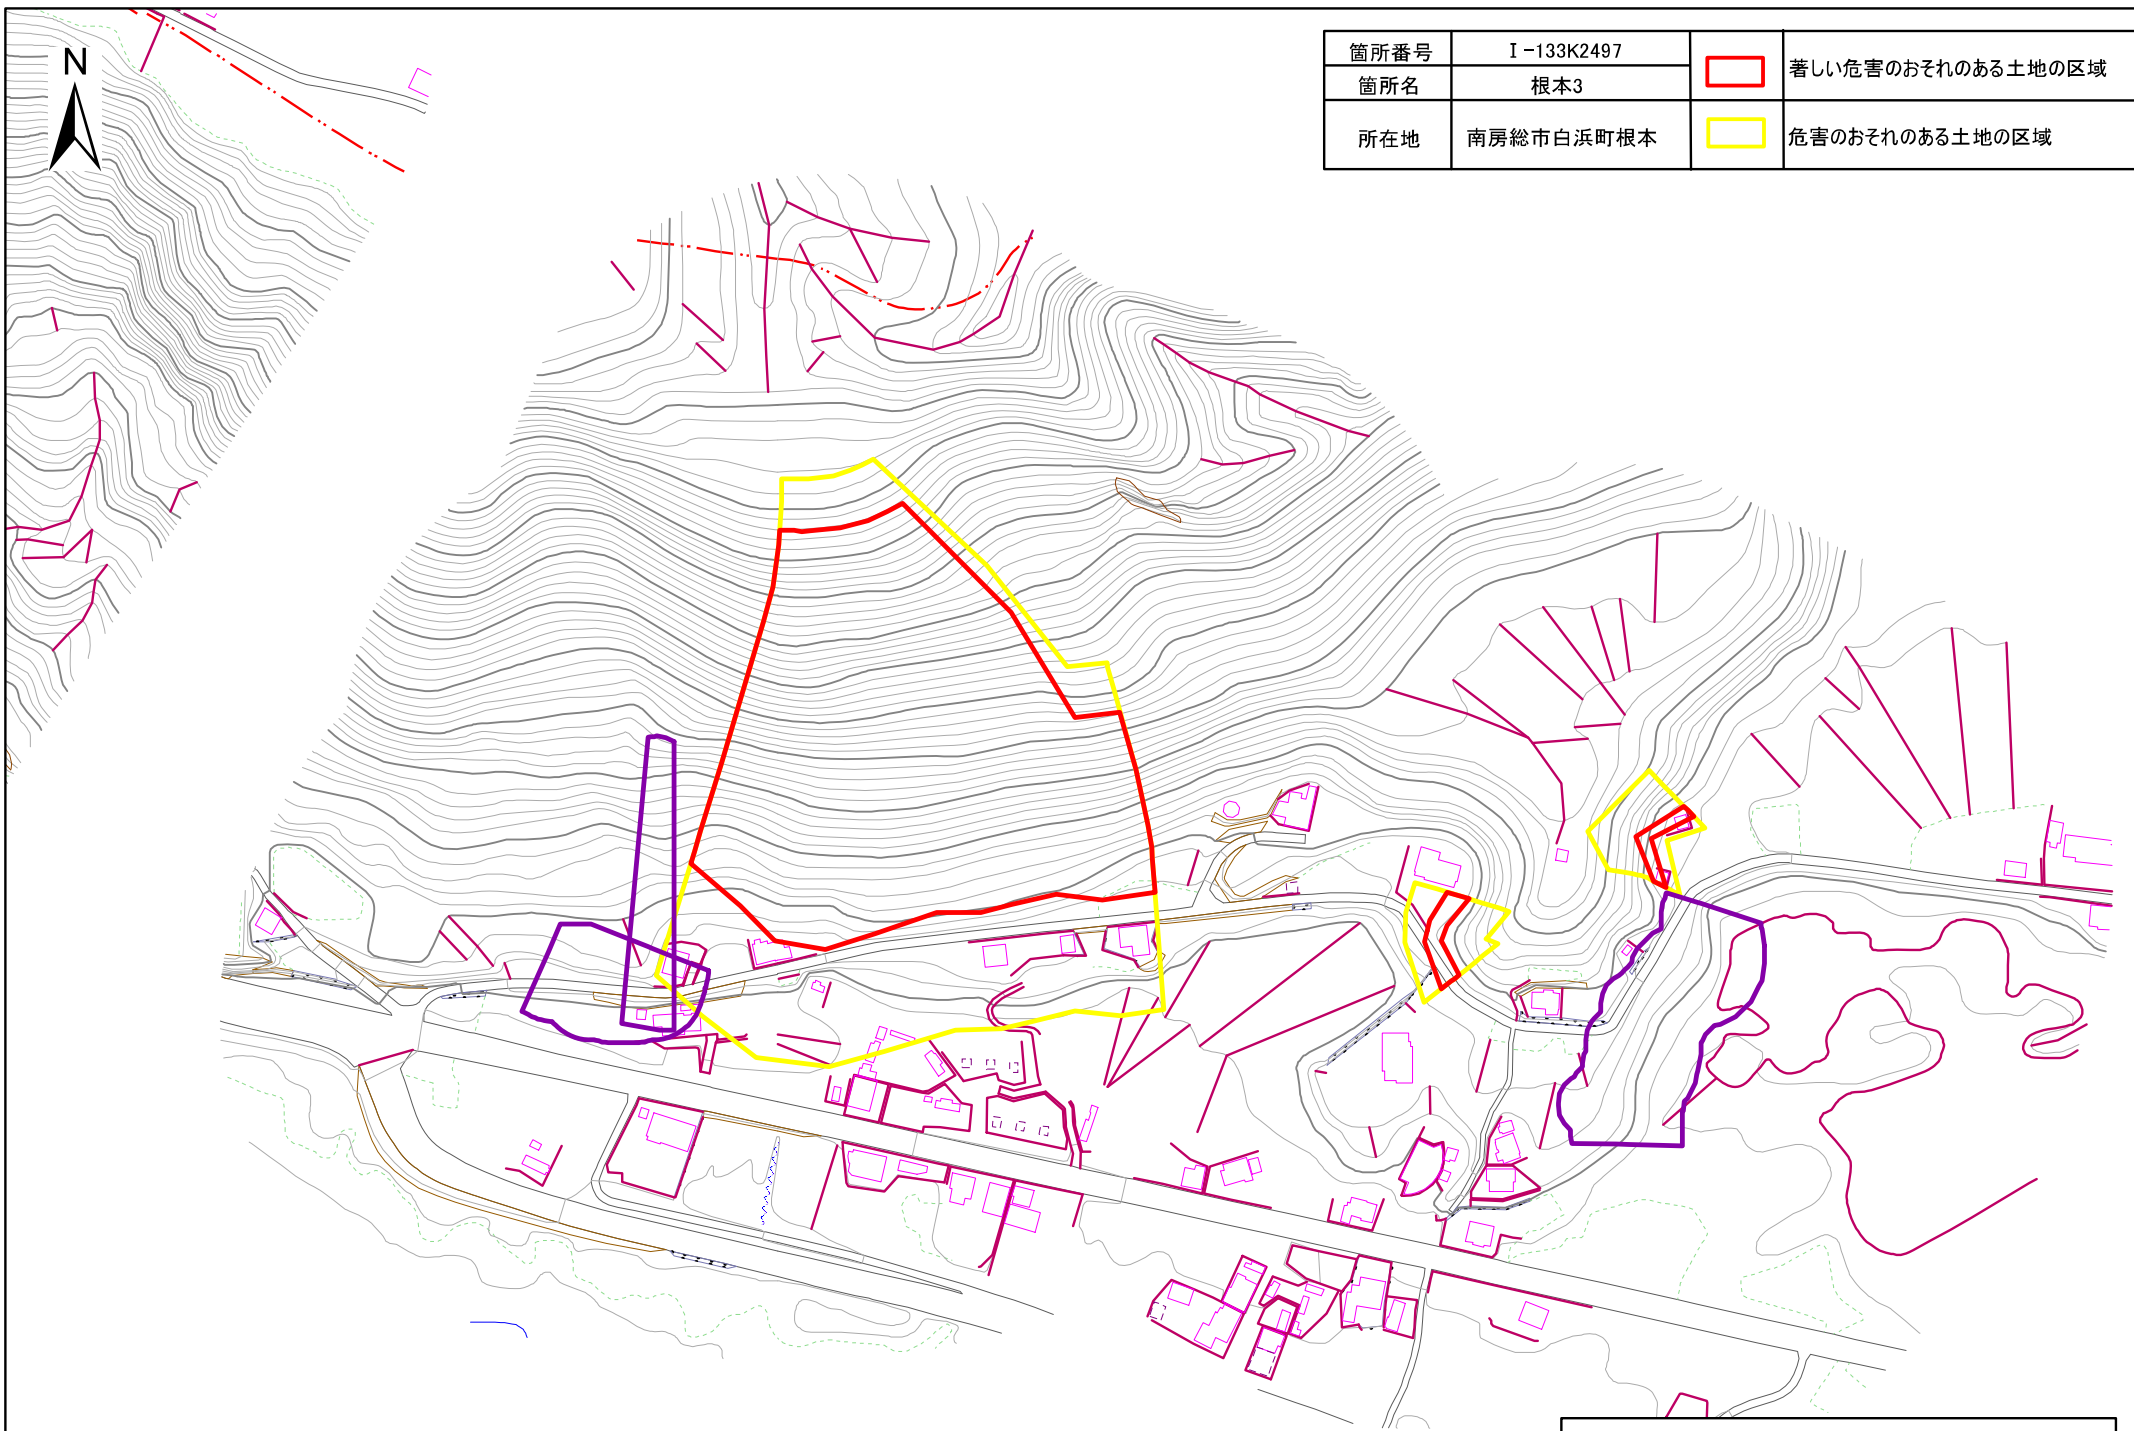 N
箇所番号 Ⅰ-133K2497
著しい危害のおそれのある土地の区域
箇所名 根本3
所在地 南房総市白浜町根本
危害のおそれのある土地の区域